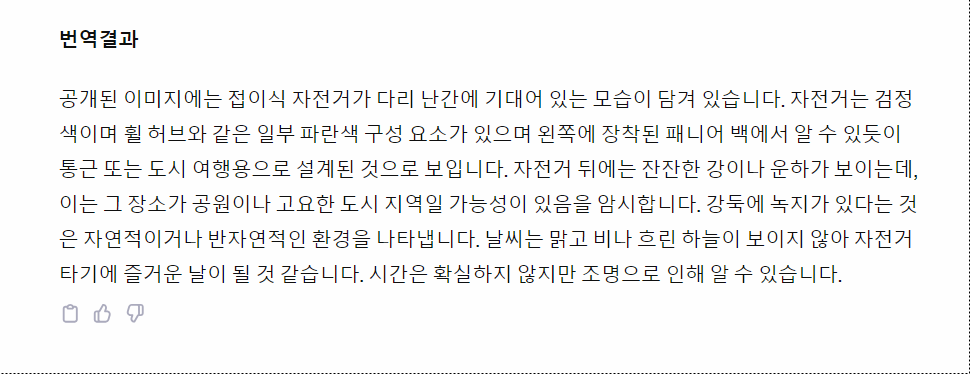 번역결과
공개된 이미지에는 접이식 자전거가 다리 난간에 기대어 있는 모습이 담겨 있습니다. 자전거는 검정
색이며 휠 허브와 같은 일부 파란색 구성 요소가 있으며 왼쪽에 장착된 패니어 백에서 알 수 있듯이
통근 또는 도시 여행용으로 설계된 것으로 보입니다. 자전거 뒤에는 잔잔한 강이나 운하가 보이는데,
이는 그 장소가 공원이나 고요한 도시 지역일 가능성이 있음을 암시합니다. 강둑에 녹지가 있다는 것
은 자연적이거나 반자연적인 환경을 나타냅니다. 날씨는 맑고 비나 흐린 하늘이 보이지 않아 자전거
타기에 즐거운 날이 될 것 같습니다. 시간은 확실하지 않지만 조명으로 인해 알 수 있습니다.